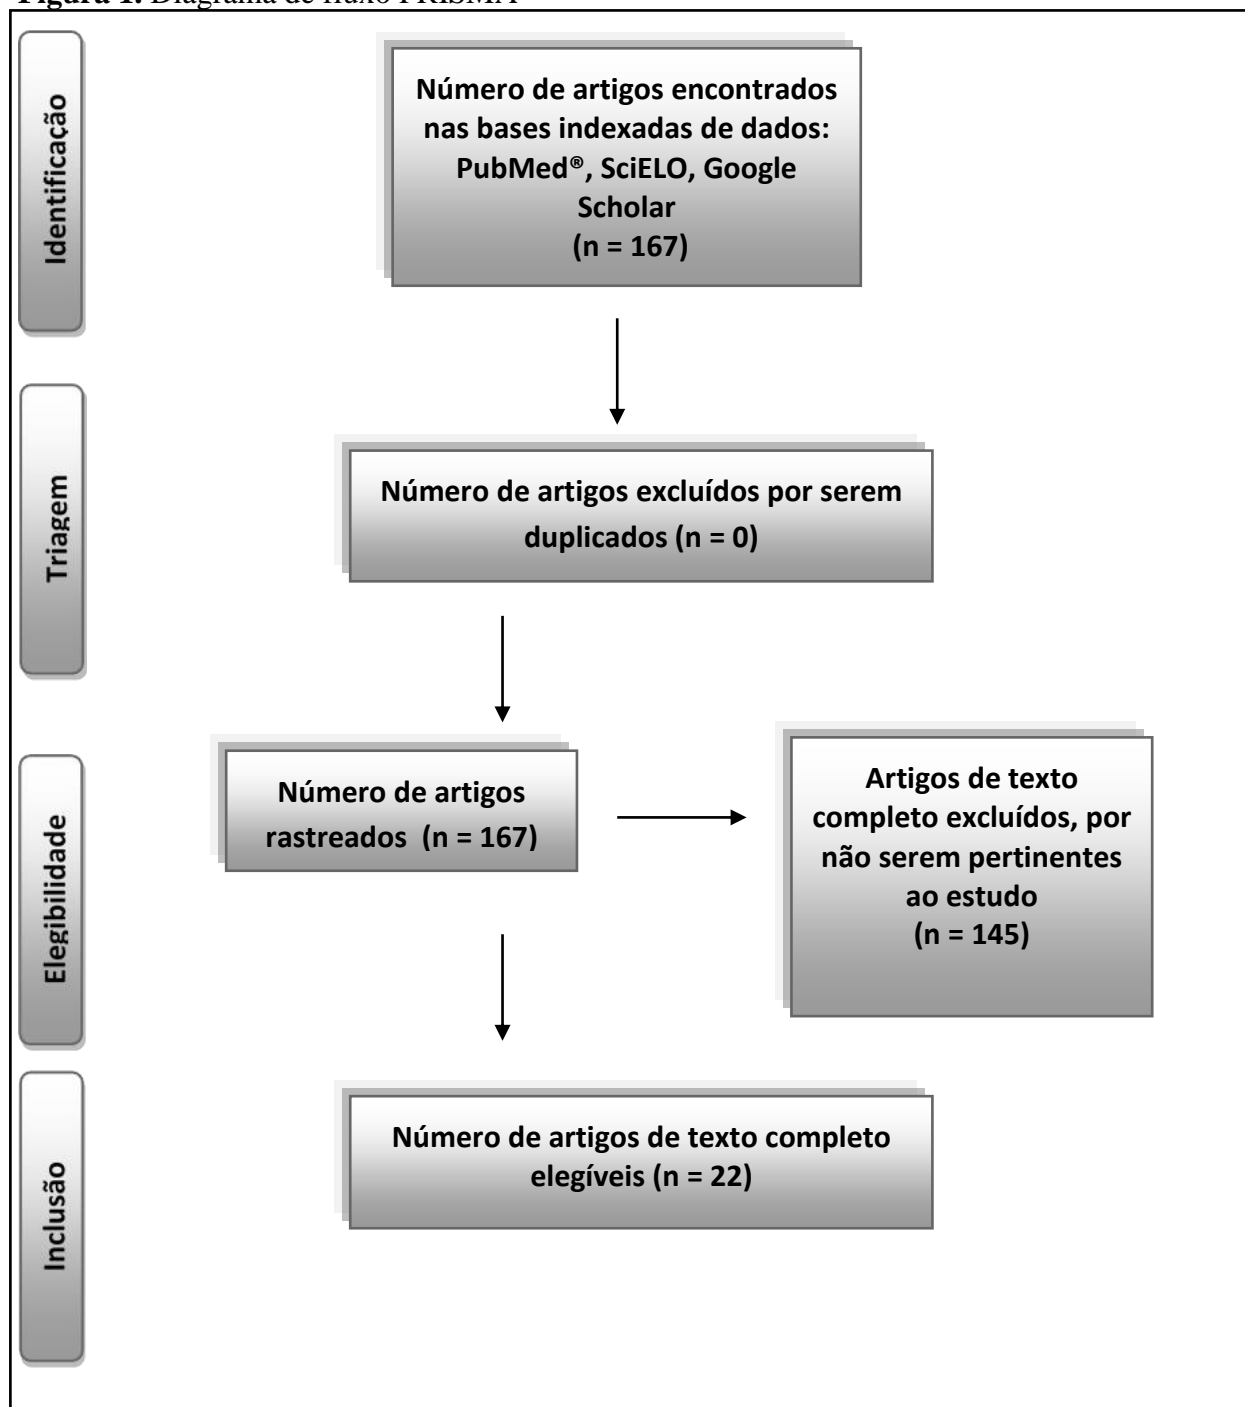 Figura 1. Diagrama de fluxo PRISMA
Identificação
Número de artigos encontrados
nas bases indexadas de dados:
PubMed®, SciELO, Google
Scholar
(n = 167)
Triagem
Número de artigos excluídos por serem
duplicados (n = 0)
Elegibilidade
Número de artigos
rastreados (n = 167)
Artigos de texto
completo excluídos, por
não serem pertinentes
ao estudo
(n = 145)
Inclusão
Número de artigos de texto completo
elegíveis (n = 22)